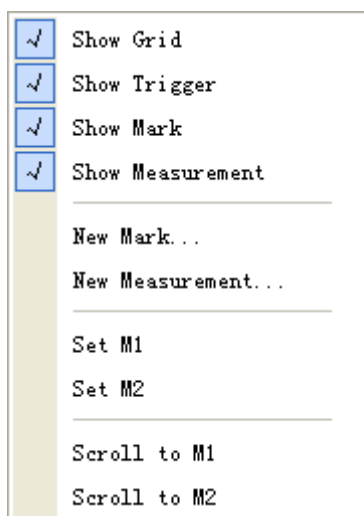 Show Grid
Show Trigger
Show Mark
Show Measurement
New Mark...
New Measurement...
Set M1
Set M2
Scroll to M1
Scroll to M2